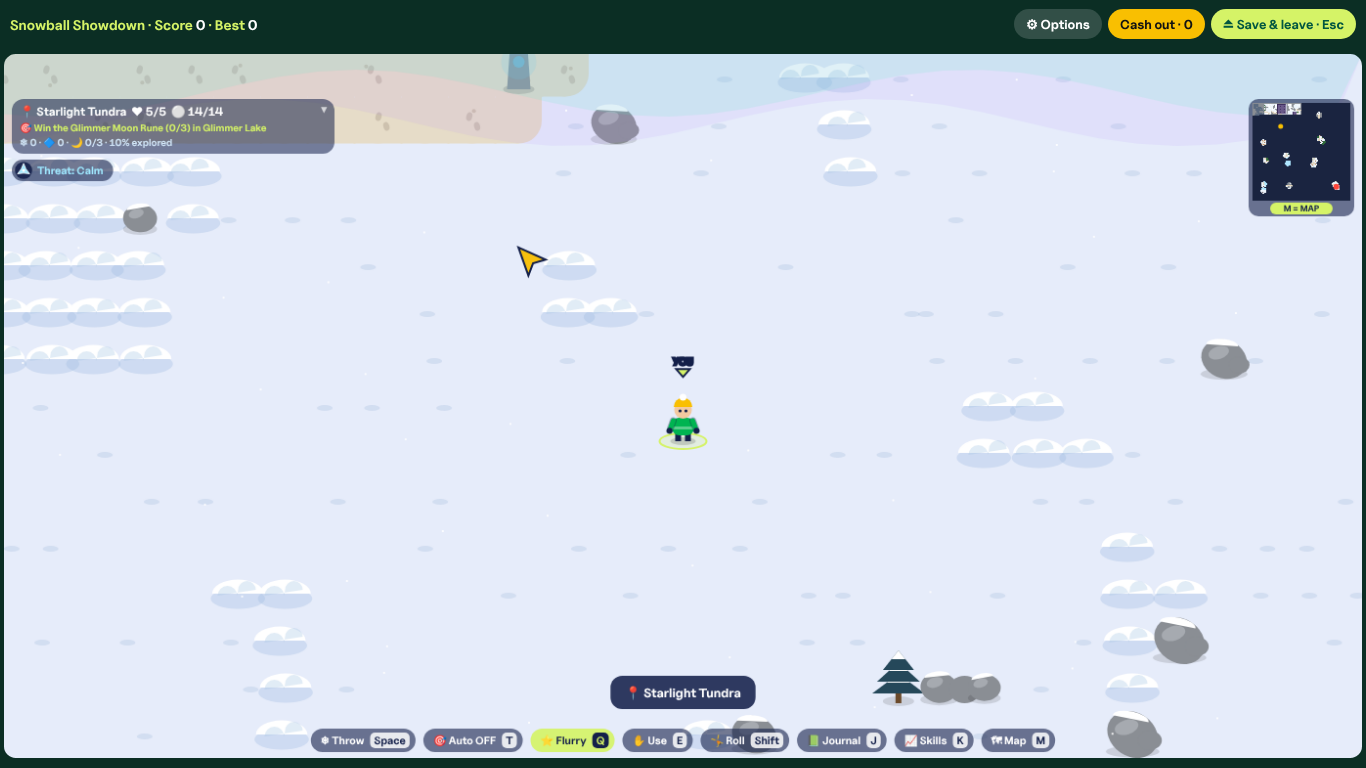 Snowball Showdown · Score 0 · Best 0
Options
Cash out · 0
Save & leave · Esc
Starlight Tundra 5/5 14/14
Win the Glimmer Moon Rune (0/3) in Glimmer Lake
0 · 0 · 0/3 · 10% explored
Threat: Calm
M = MAP
YOU
Starlight Tundra
Throw Space
Auto OFF T
Flurry Q
Use E
Roll Shift
Journal J
Skills K
Map M